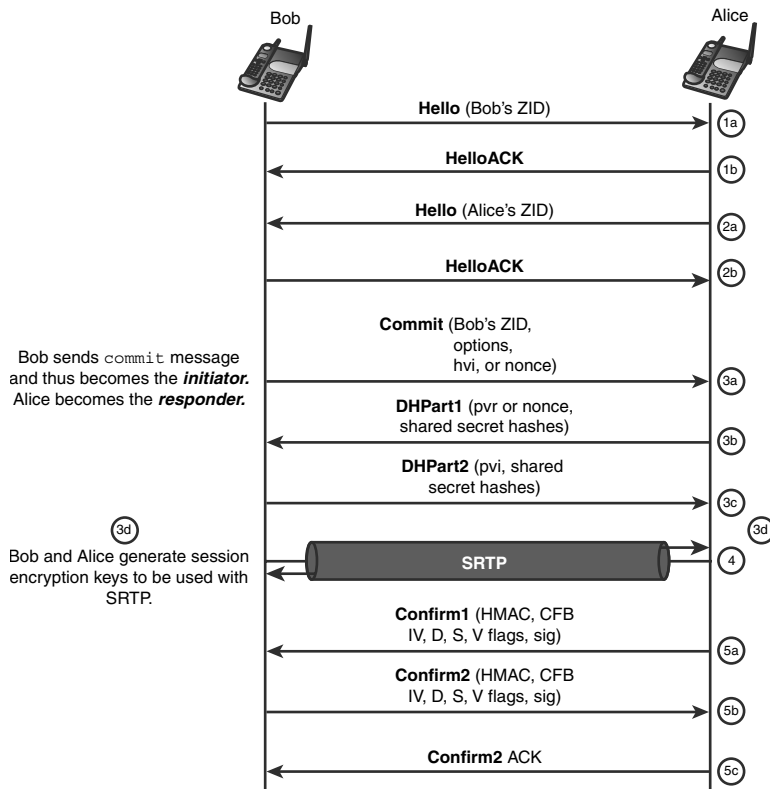 Bob
Alice
Hello (Bob's ZID)
1a
HelloACK
1b
Hello (Alice's ZID)
2a
HelloACK
2b
Commit (Bob's ZID,
options,
hvi, or nonce)
3a
Bob sends commit message
and thus becomes the initiator.
Alice becomes the responder.
DHPart1 (pvr or nonce,
shared secret hashes)
3b
DHPart2 (pvi, shared
secret hashes)
3c
3d
3d
Bob and Alice generate session
encryption keys to be used with
SRTP.
SRTP
4
Confirm1 (HMAC, CFB
IV, D, S, V flags, sig)
5a
Confirm2 (HMAC, CFB
IV, D, S, V flags, sig)
5b
Confirm2 ACK
5c